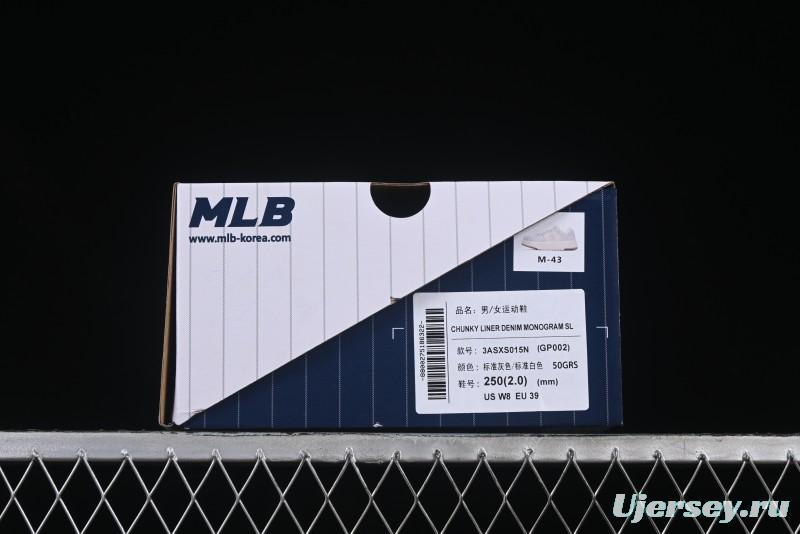 MLB
www.mlb-korea.com
M-43
品名: 男/女运动鞋
CHUNKY LINER DENIM MONOGRAM SL
款号: 3ASXS015N (GP002)
颜色: 标准灰色/标准白色 50GRS
鞋号: 250(2.0) (mm)
US W8 EU 39
-0000275186322-
Ujersey.ru